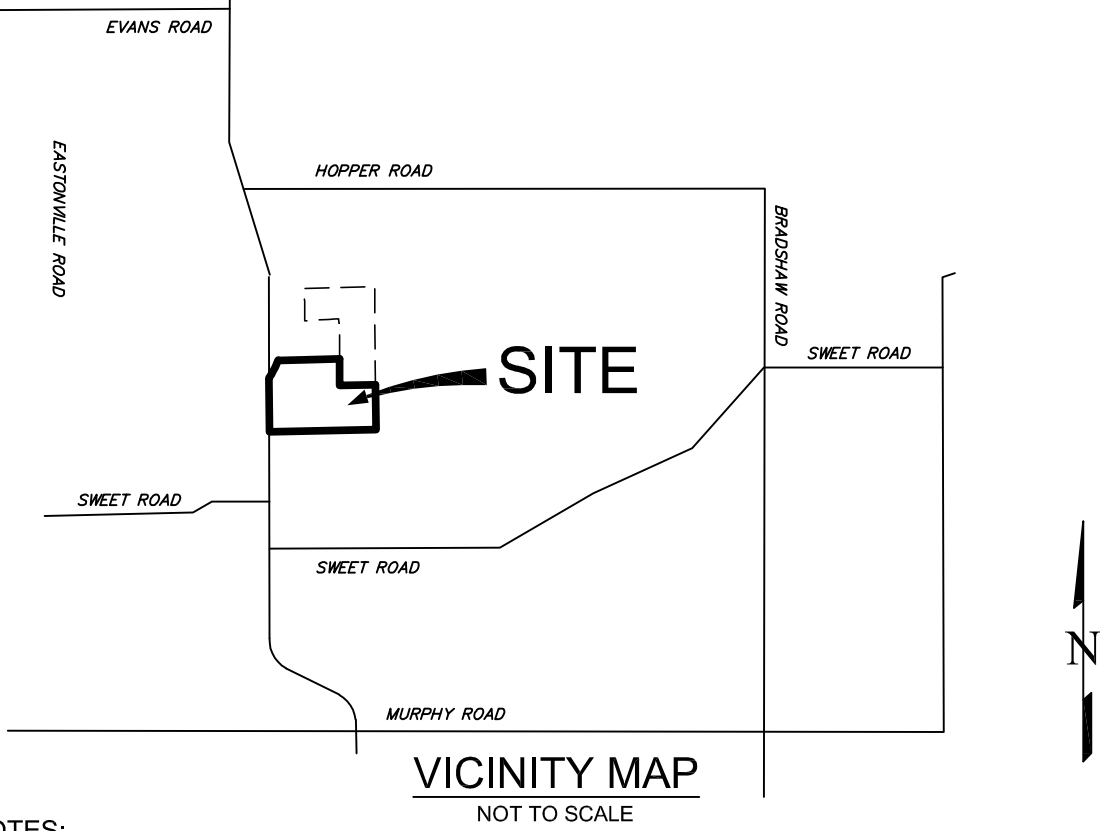 EVANS ROAD
EASTONVILLE ROAD
HOPPER ROAD
BRADSHAW ROAD
SWEET ROAD
SITE
SWEET ROAD
SWEET ROAD
N
MURPHY ROAD
VICINITY MAP
NOT TO SCALE
OTES: